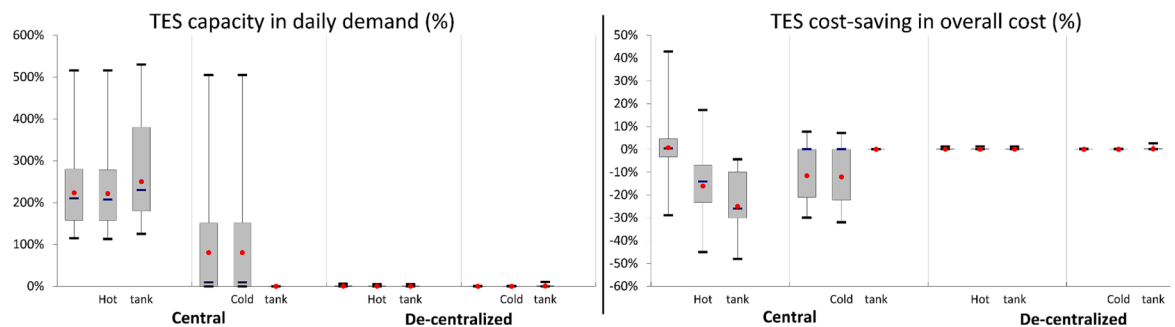 TES capacity in daily demand (%)
600%
500%
400%
300%
200%
100%
0%
Hot tank
Cold tank
Hot tank
Cold tank
Central
De-centralized
TES cost-saving in overall cost (%)
50%
40%
30%
20%
10%
0%
-10%
-20%
-30%
-40%
-50%
-60%
Hot tank
Cold tank
Hot tank
Cold tank
Central
De-centralized